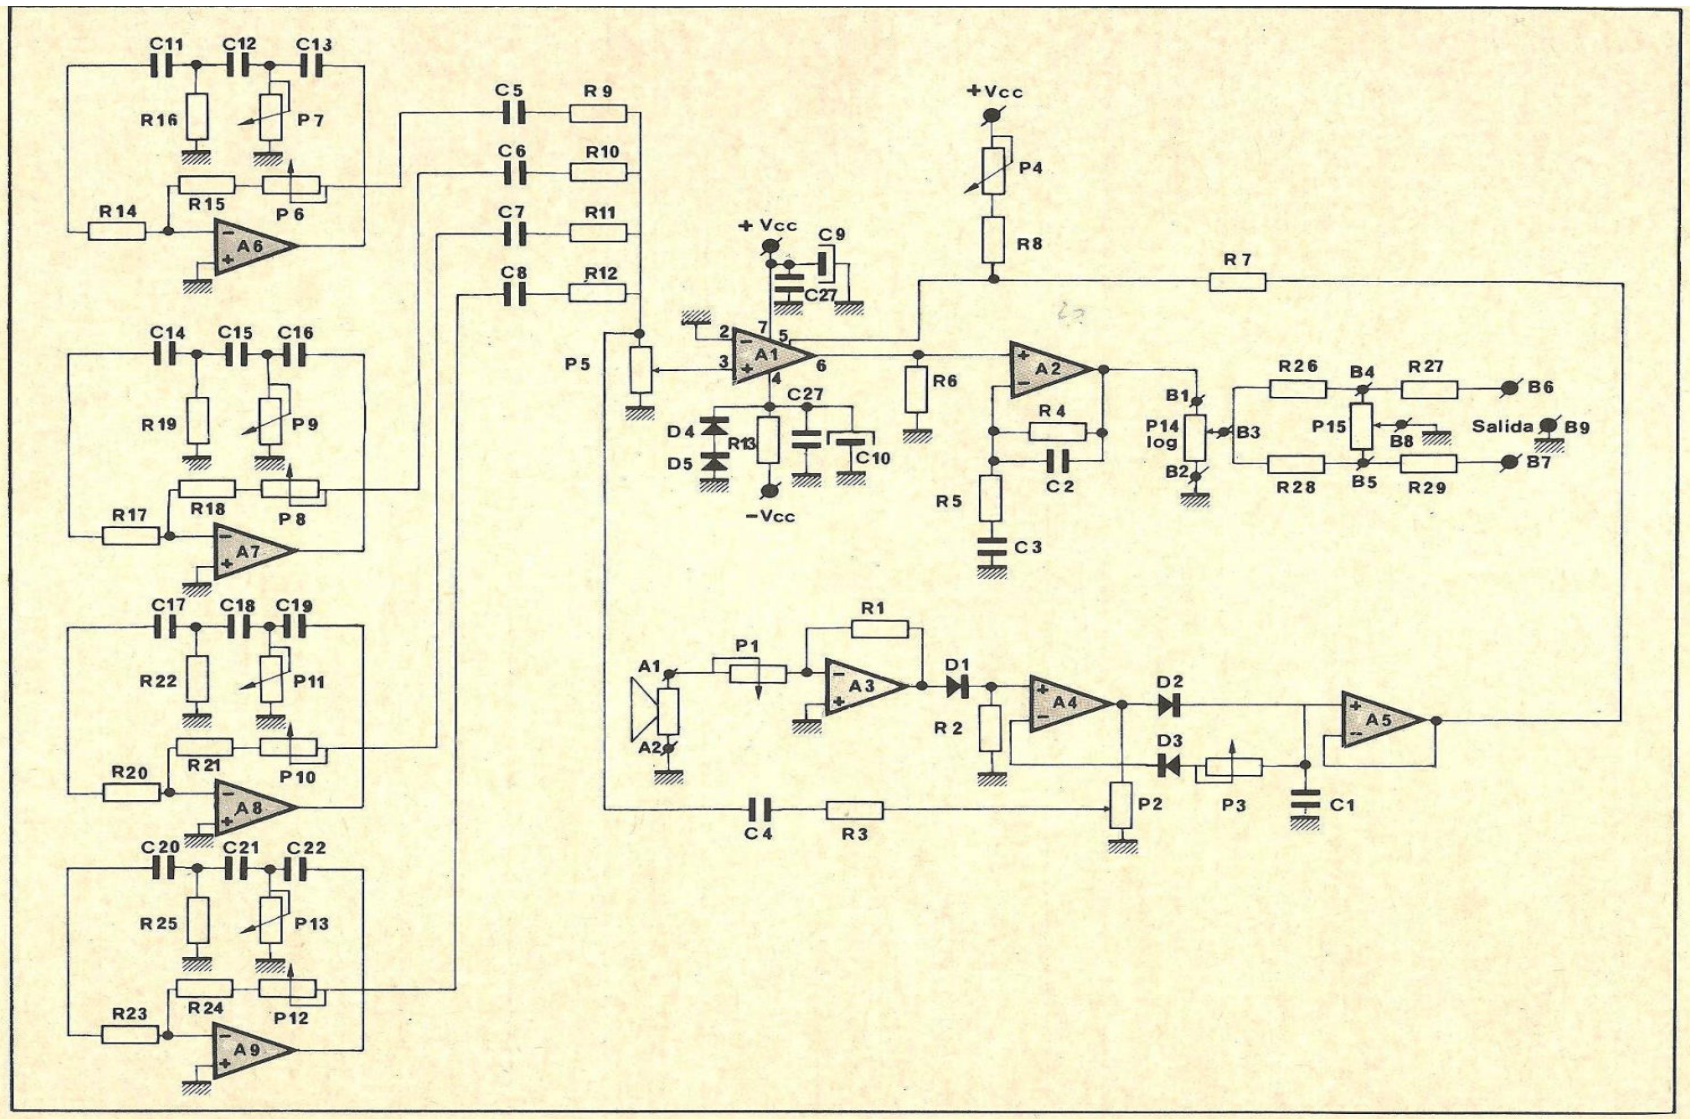 C11 C12 C13
R16 P7
R15
R14 P6
- A6
+
C14 C15 C16
R19 P9
R18
R17 P8
- A7
+
C17 C18 C19
R22 P11
R21
R20 P10
- A8
+
C20 C21 C22
R25 P13
R24
R23 P12
- A9
+
C5 R9
C6 R10
C7 R11
C8 R12
P5
+Vcc
P4
R8
R7
+ Vcc
C9
C27
2 7 5
- A1
3 + 6
4
C27
D4 R13
D5 C10
-Vcc
R6
+ A2
-
R4
C2
R5
C3
B1
P14
log
B2
B3
R26 B4 R27 B6
P15 B8
Salida B9
R28 B5 R29 B7
R1
A1 P1
- A3
+
A2
D1
R2
+ A4
-
D2
D3
P3
+ A5
-
C1
P2
C4 R3